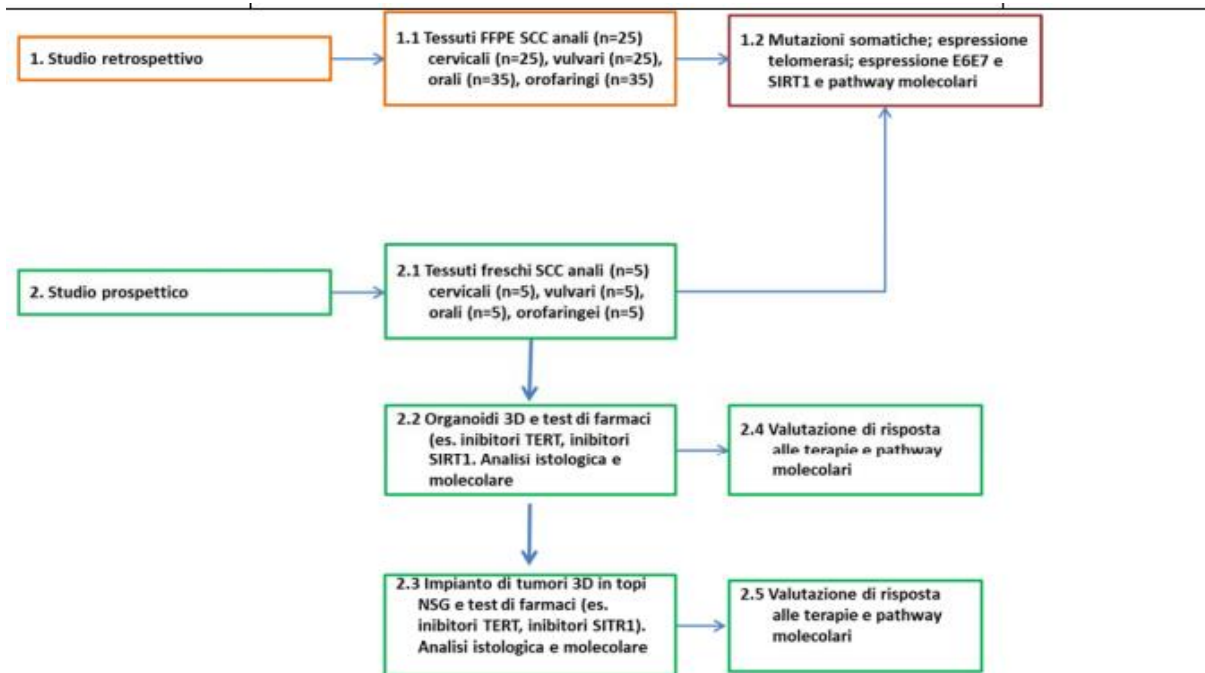 1. Studio retrospettivo
1.1 Tessuti FFPE SCC anali (n=25)
cervicali (n=25), vulvari (n=25),
orali (n=35), orofaringi (n=35)
1.2 Mutazioni somatiche; espressione
telomerasi; espressione E6E7 e
SIRT1 e pathway molecolari
2. Studio prospettico
2.1 Tessuti freschi SCC anali (n=5)
cervicali (n=5), vulvari (n=5),
orali (n=5), orofaringei (n=5)
2.2 Organoidi 3D e test di farmaci
(es. inibitori TERT, inibitori
SIRT1. Analisi istologica e
molecolare
2.4 Valutazione di risposta
alle terapie e pathway
molecolari
2.3 Impianto di tumori 3D in topi
NSG e test di farmaci (es.
inibitori TERT, inibitori SITR1).
Analisi istologica e molecolare
2.5 Valutazione di risposta
alle terapie e pathway
molecolari